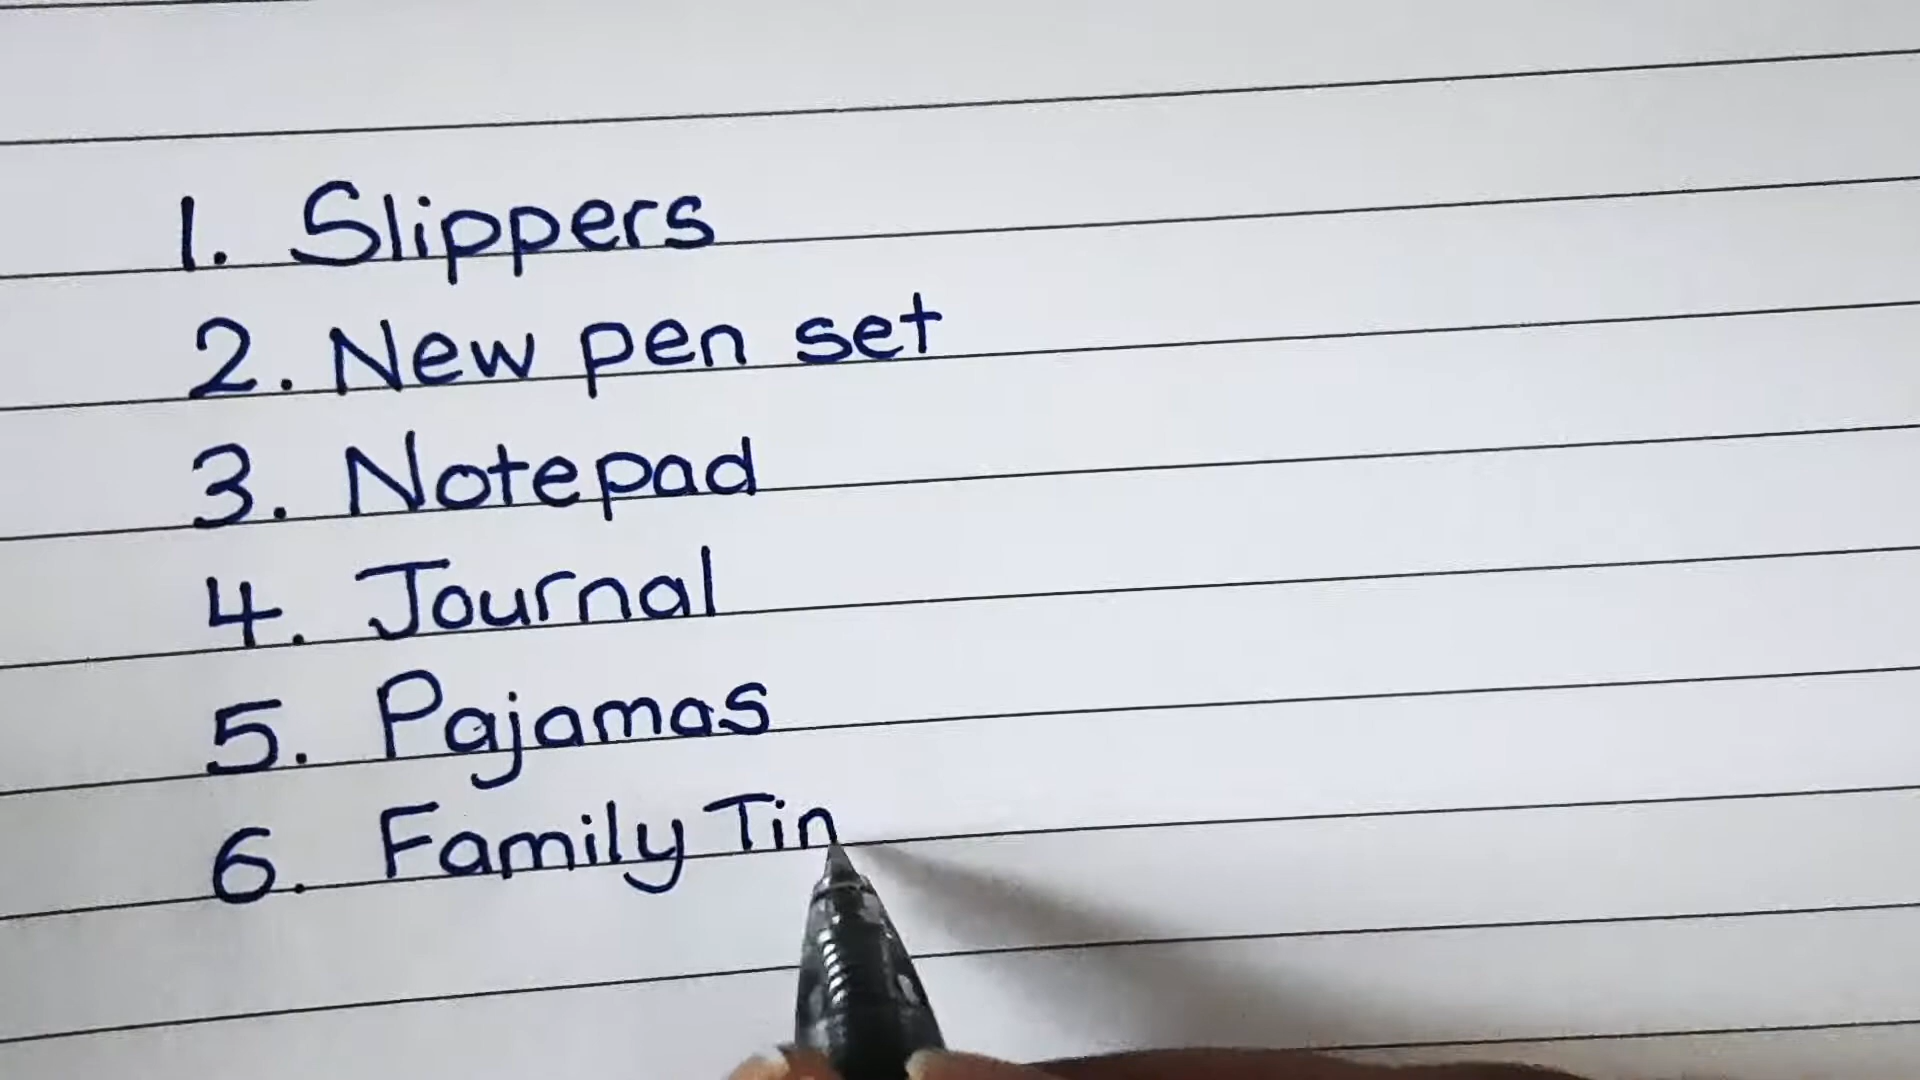 1. Slippers
2. New pen set
3. Notepad
4. Journal
5. Pajamas
6. Family Tin